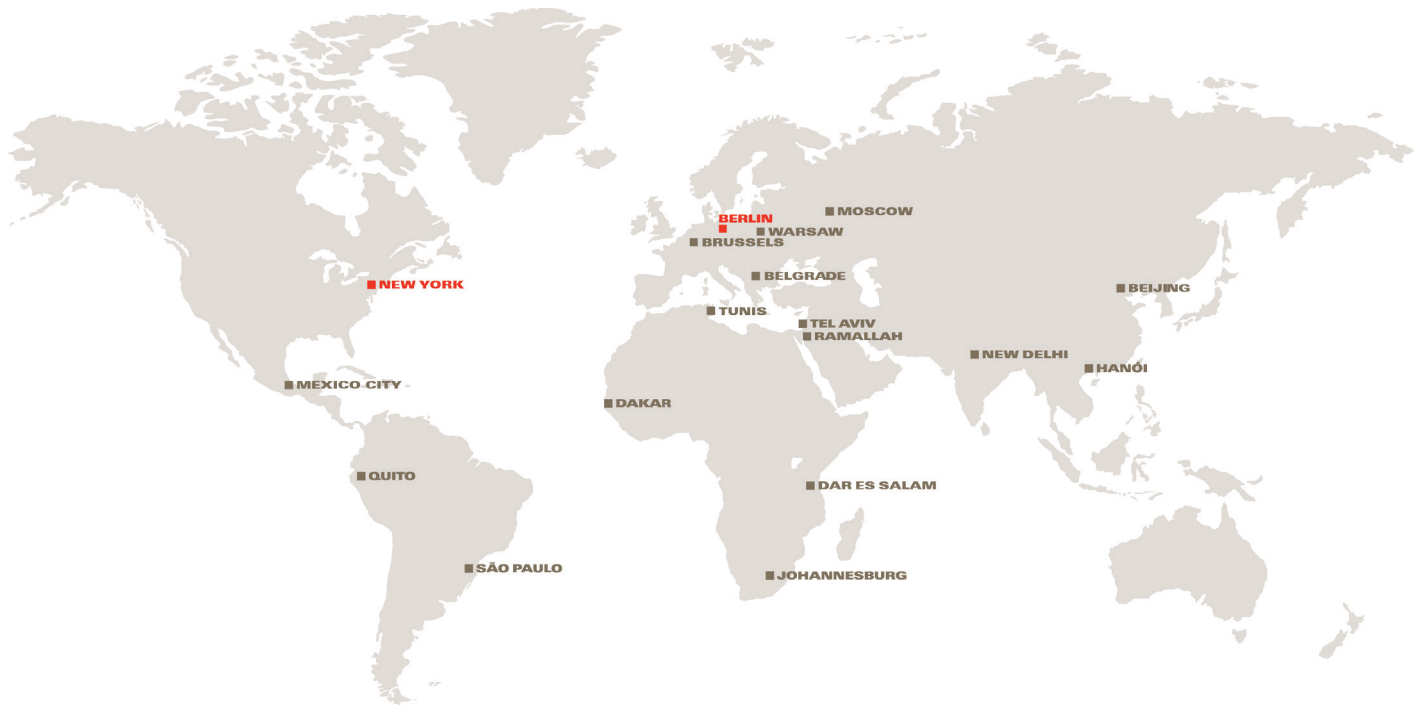 MOSCOW
BERLIN
WARSAW
BRUSSELS
BELGRADE
NEW YORK
BEIJING
TUNIS
TEL AVIV
RAMALLAH
NEW DELHI
HANÓI
MEXICO CITY
DAKAR
QUITO
DAR ES SALAM
SÃO PAULO
JOHANNESBURG